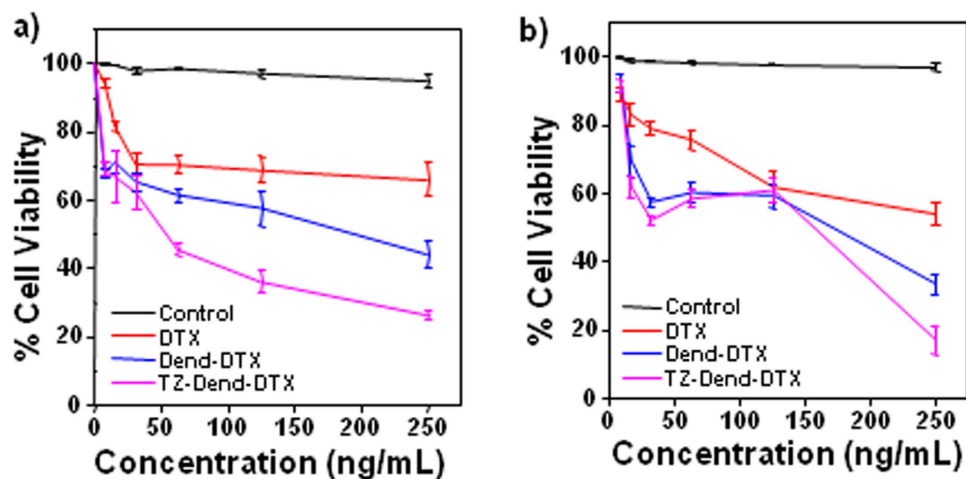 a)
% Cell Viability
100
80
60
40
20
0
Control
DTX
Dend-DTX
TZ-Dend-DTX
0 50 100 150 200 250
Concentration (ng/mL)
b)
% Cell Viability
100
80
60
40
20
0
Control
DTX
Dend-DTX
TZ-Dend-DTX
0 50 100 150 200 250
Concentration (ng/mL)